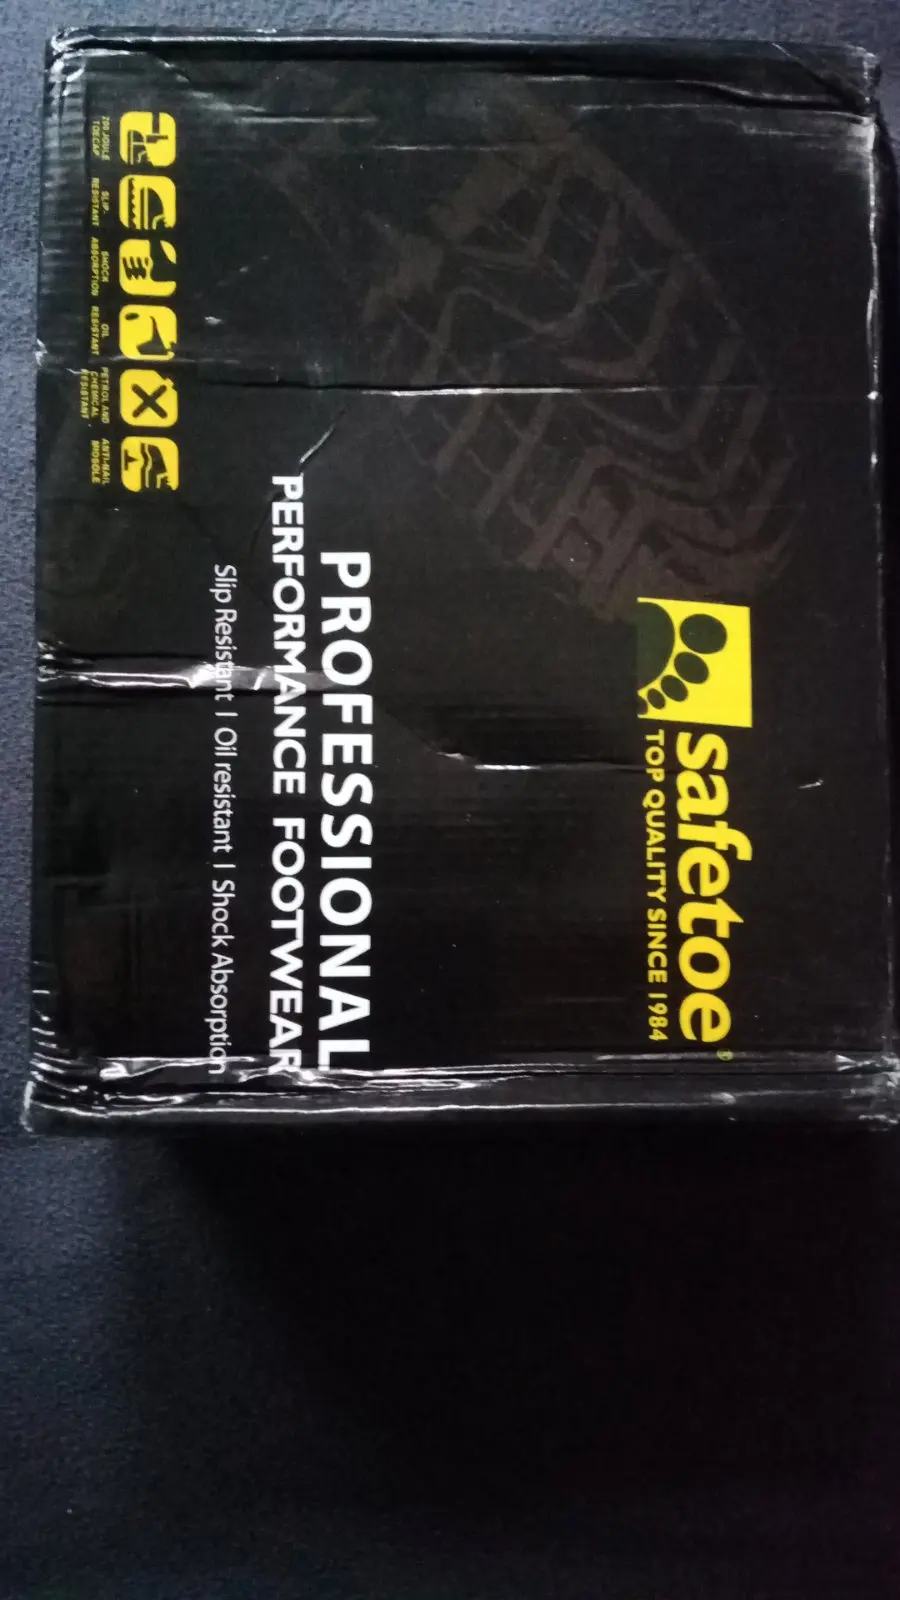 safetoe®
TOP QUALITY SINCE 1984
PROFESSIONAL
PERFORMANCE FOOTWEAR
Slip Resistant | Oil resistant | Shock Absorption
200 JOULE
TOECAP
SLIP-
RESISTANT
SHOCK
ABSORPTION
OIL
RESISTANT
PETROL AND
CHEMICAL
RESISTANT
ANTI-NAIL
MIDSOLE